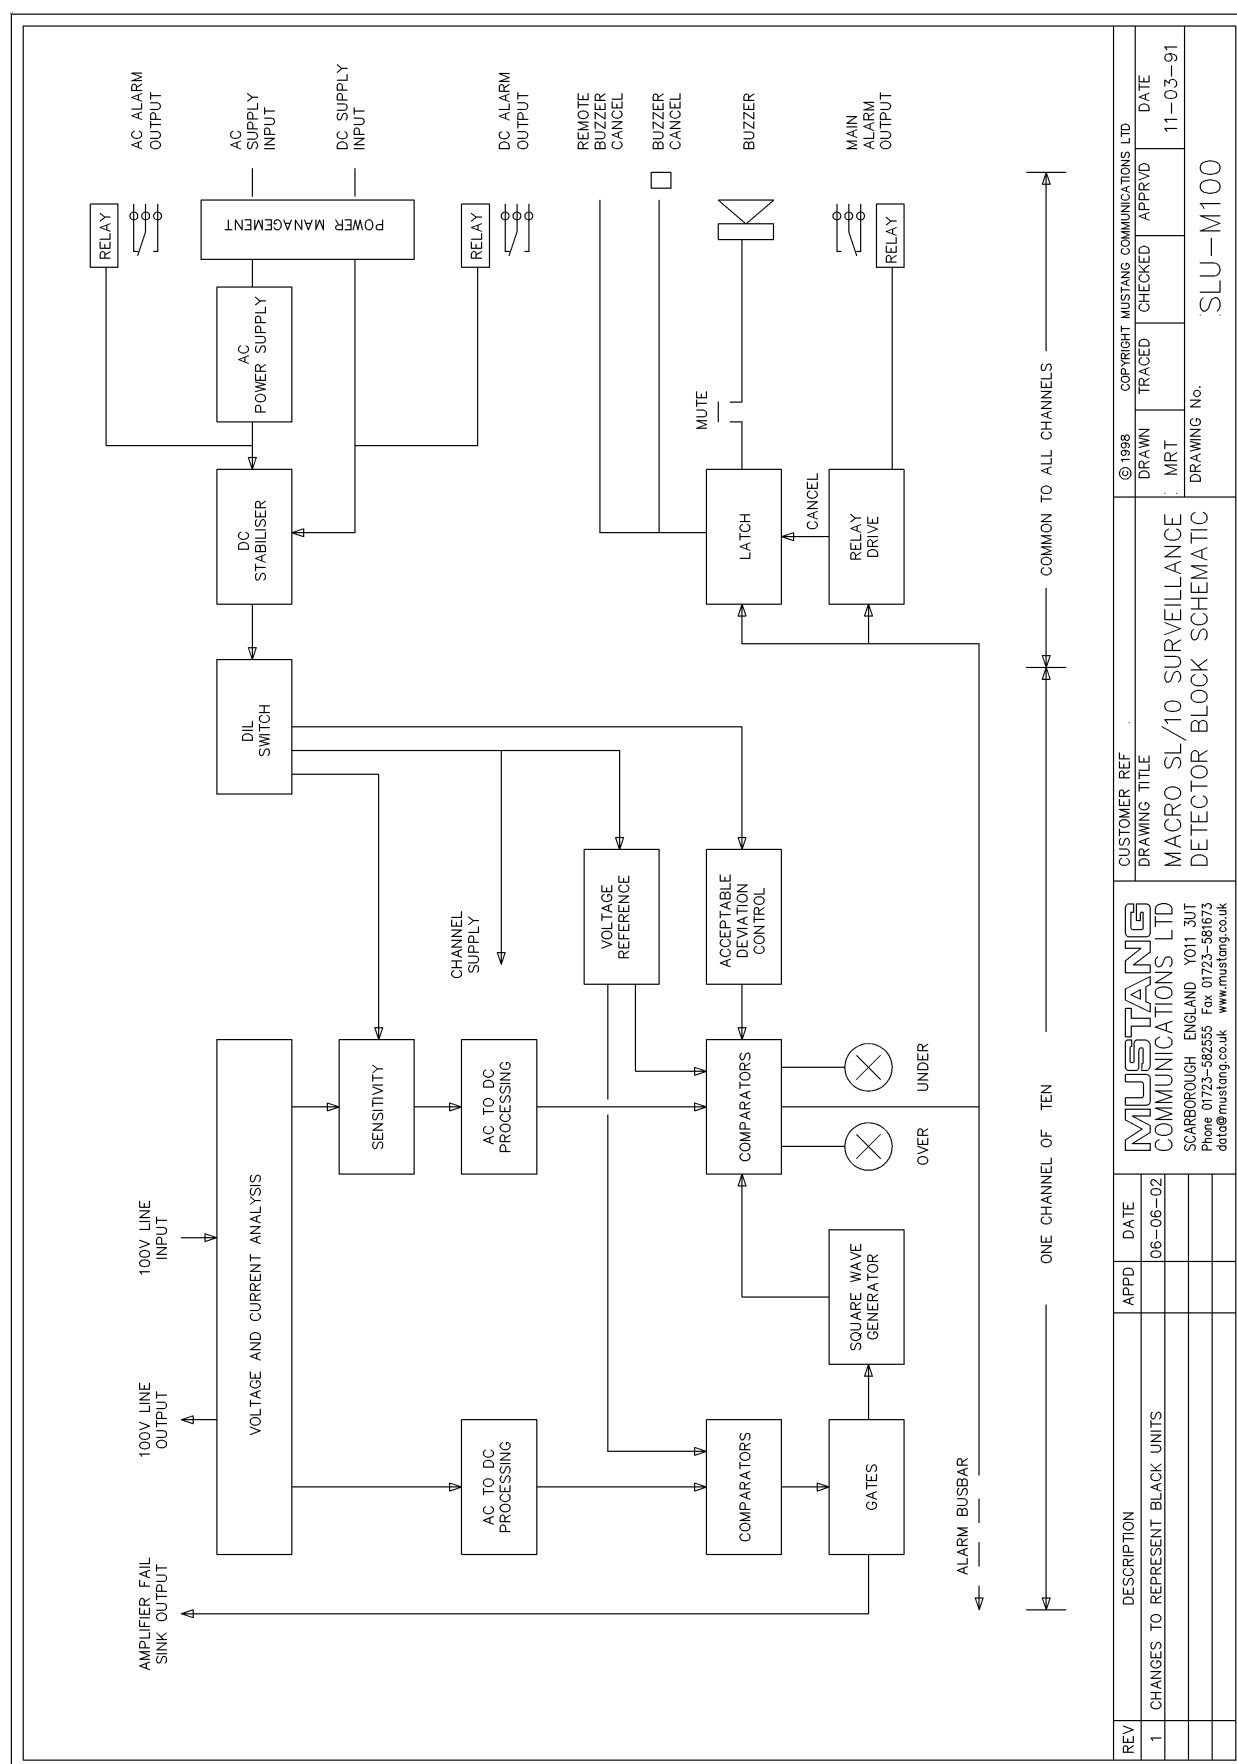 AMPLIFIER FAIL
SINK OUTPUT
100V LINE
OUTPUT
100V LINE
INPUT
AC ALARM
OUTPUT
AC
SUPPLY
INPUT
DC SUPPLY
INPUT
DC ALARM
OUTPUT
REMOTE
BUZZER
CANCEL
BUZZER
CANCEL
BUZZER
MAIN
ALARM
OUTPUT
RELAY
POWER MANAGEMENT
RELAY
RELAY
AC
POWER SUPPLY
DC
STABILISER
DIL
SWITCH
VOLTAGE AND CURRENT ANALYSIS
SENSITIVITY
AC TO DC
PROCESSING
AC TO DC
PROCESSING
CHANNEL
SUPPLY
VOLTAGE
REFERENCE
ACCEPTABLE
DEVIATION
CONTROL
COMPARATORS
COMPARATORS
MUTE
LATCH
CANCEL
RELAY
DRIVE
GATES
SQUARE WAVE
GENERATOR
OVER
UNDER
ALARM BUSBAR
ONE CHANNEL OF TEN
COMMON TO ALL CHANNELS
REV
DESCRIPTION
APPD
DATE
1
CHANGES TO REPRESENT BLACK UNITS
06-06-02
MUSTANG
COMMUNICATIONS LTD
SCARBOROUGH ENGLAND YO11 3UT
Phone 01723-582555 Fax 01723-581673
data@mustang.co.uk www.mustang.co.uk
CUSTOMER REF
DRAWING TITLE
MACRO SL/10 SURVEILLANCE
DETECTOR BLOCK SCHEMATIC
© 1998 COPYRIGHT MUSTANG COMMUNICATIONS LTD
DRAWN
TRACED
CHECKED
APPRVD
DATE
MRT
11-03-91
DRAWING No.
SLU-M100